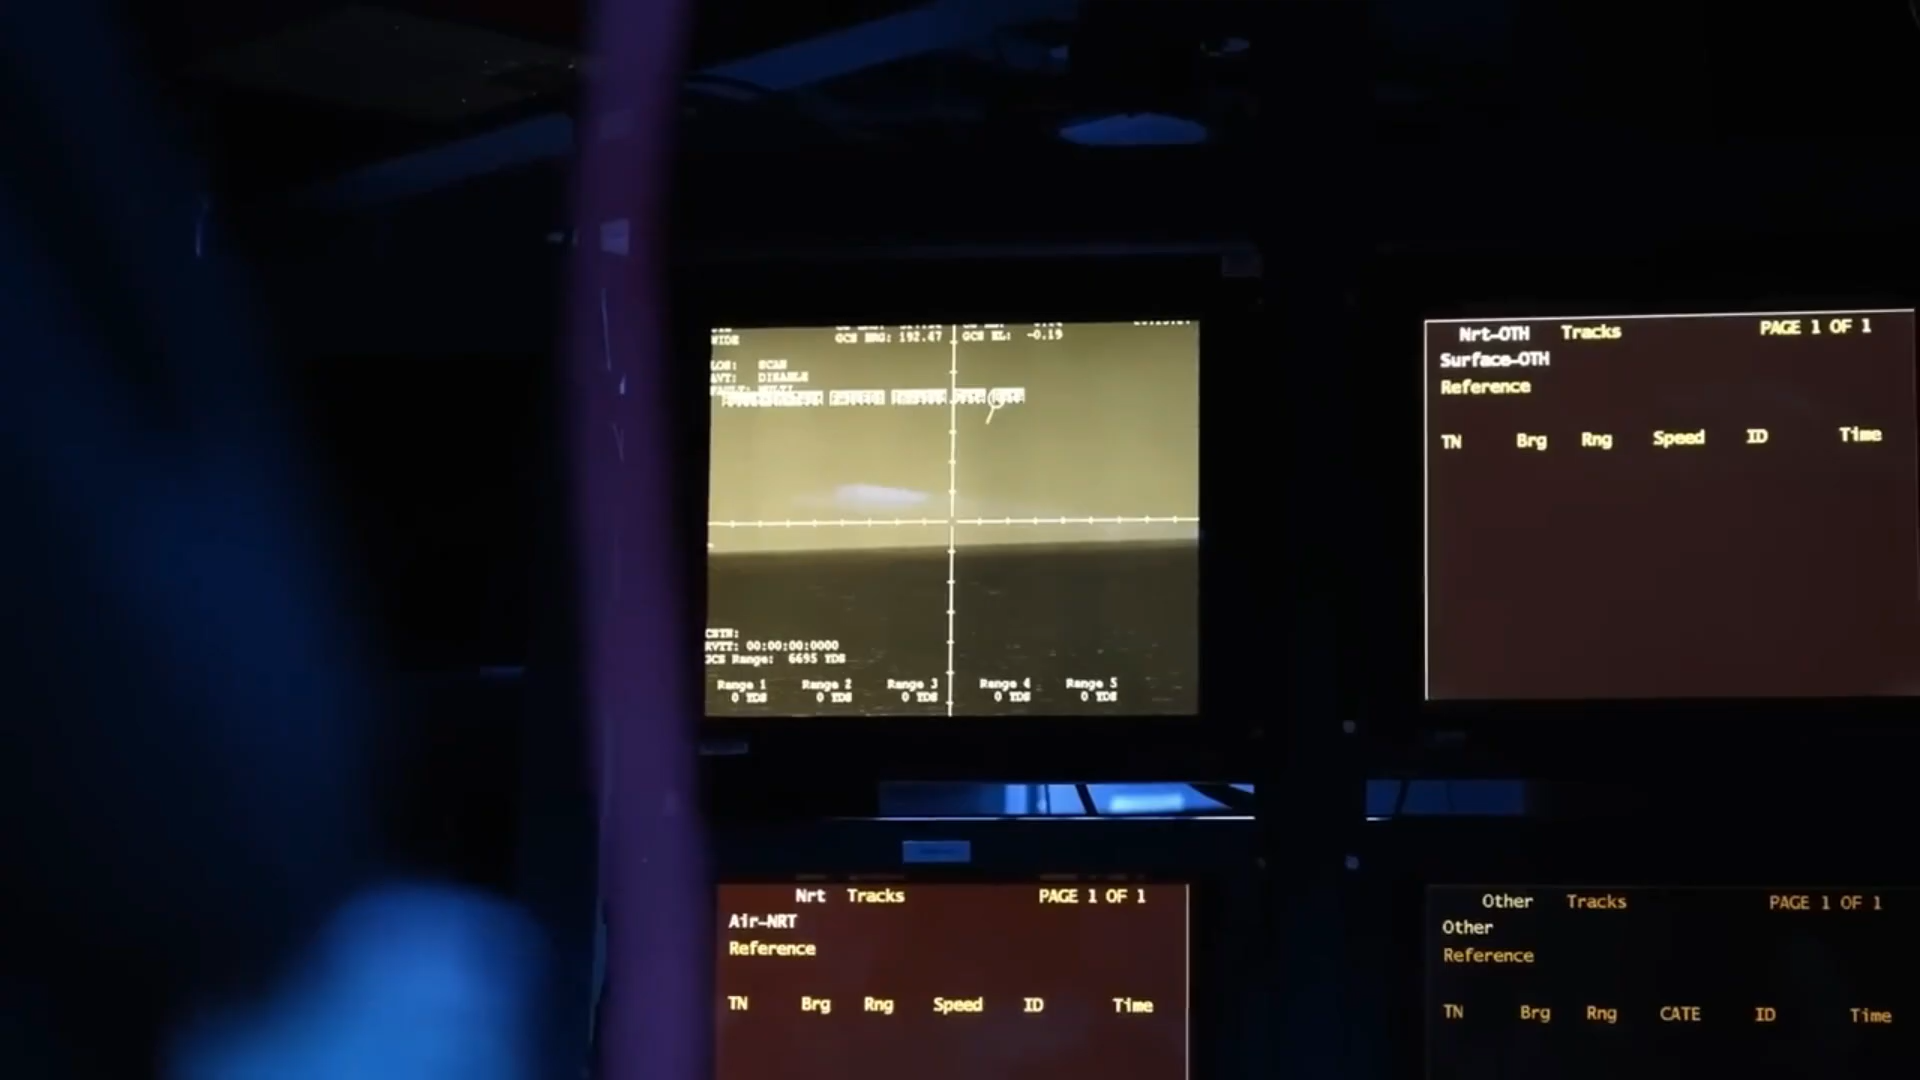 WIDE
GCS BRG: 192.47 GCS EL: -0.19
LOS: SCAN
AVT: DISABLE
FAULT: MULTI
CSTN:
RVTT: 00:00:00:0000
GCS Range: 6695 YDS
Range 1 Range 2 Range 3 Range 4 Range 5
0 YDS 0 YDS 0 YDS 0 YDS 0 YDS
Nrt-OTH Tracks PAGE 1 OF 1
Surface-OTH
Reference
TN Brg Rng Speed ID Time
Nrt Tracks PAGE 1 OF 1
Air-NRT
Reference
TN Brg Rng Speed ID Time
Other Tracks PAGE 1 OF 1
Other
Reference
TN Brg Rng CATE ID Time